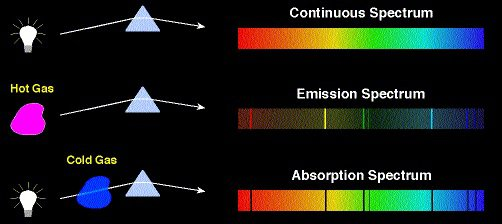 Continuous Spectrum
Hot Gas
Emission Spectrum
Cold Gas
Absorption Spectrum